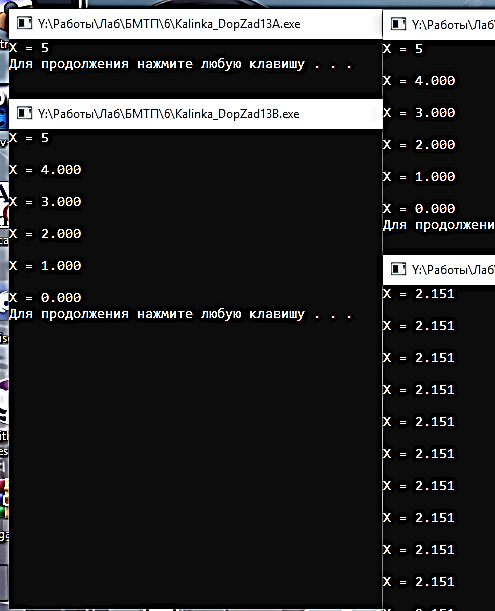 Y:\Работы\Лаб\БМТП\6\Kalinka_DopZad13A.exe
X = 5
Для продолжения нажмите любую клавишу . . .
Y:\Работы\Лаб\БМТП\6\Kalinka_DopZad13B.exe
X = 5
X = 4.000
X = 3.000
X = 2.000
X = 1.000
X = 0.000
Для продолжения нажмите любую клавишу . . .
Y:\Работы\Лаб\
X = 5
X = 4.000
X = 3.000
X = 2.000
X = 1.000
X = 0.000
Для продолжени
Y:\Работы\Лаб\
X = 2.151
X = 2.151
X = 2.151
X = 2.151
X = 2.151
X = 2.151
X = 2.151
X = 2.151
X = 2.151
X = 2.151